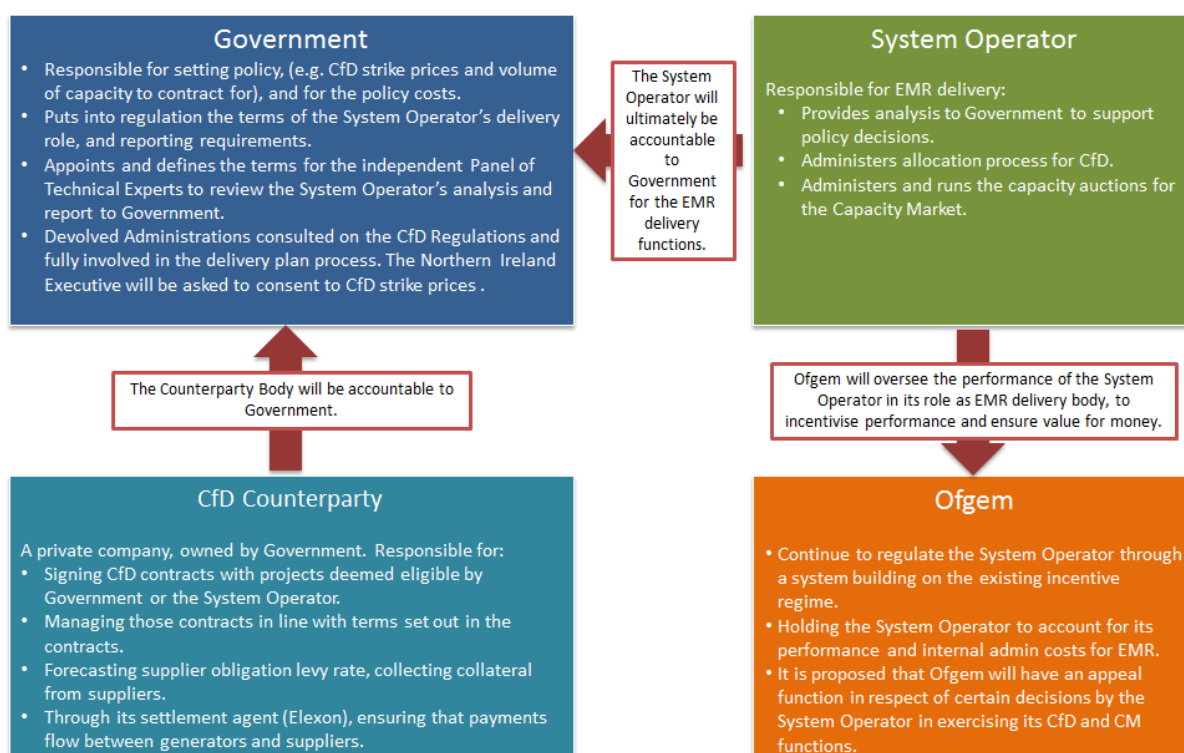 Government
• Responsible for setting policy, (e.g. CfD strike prices and volume
of capacity to contract for), and for the policy costs.
• Puts into regulation the terms of the System Operator's delivery
role, and reporting requirements.
• Appoints and defines the terms for the independent Panel of
Technical Experts to review the System Operator's analysis and
report to Government.
• Devolved Administrations consulted on the CfD Regulations and
fully involved in the delivery plan process. The Northern Ireland
Executive will be asked to consent to CfD strike prices .
The System
Operator will
ultimately be
accountable
to
Government
for the EMR
delivery
functions.
System Operator
Responsible for EMR delivery:
• Provides analysis to Government to support
policy decisions.
• Administers allocation process for CfD.
• Administers and runs the capacity auctions for
the Capacity Market.
The Counterparty Body will be accountable to
Government.
Ofgem will oversee the performance of the System
Operator in its role as EMR delivery body, to
incentivise performance and ensure value for money.
CfD Counterparty
A private company, owned by Government. Responsible for:
• Signing CfD contracts with projects deemed eligible by
Government or the System Operator.
• Managing those contracts in line with terms set out in the
contracts.
• Forecasting supplier obligation levy rate, collecting collateral
from suppliers.
• Through its settlement agent (Elexon), ensuring that payments
flow between generators and suppliers.
Ofgem
• Continue to regulate the System Operator through
a system building on the existing incentive
regime.
• Holding the System Operator to account for its
performance and internal admin costs for EMR.
• It is proposed that Ofgem will have an appeal
function in respect of certain decisions by the
System Operator in exercising its CfD and CM
functions.